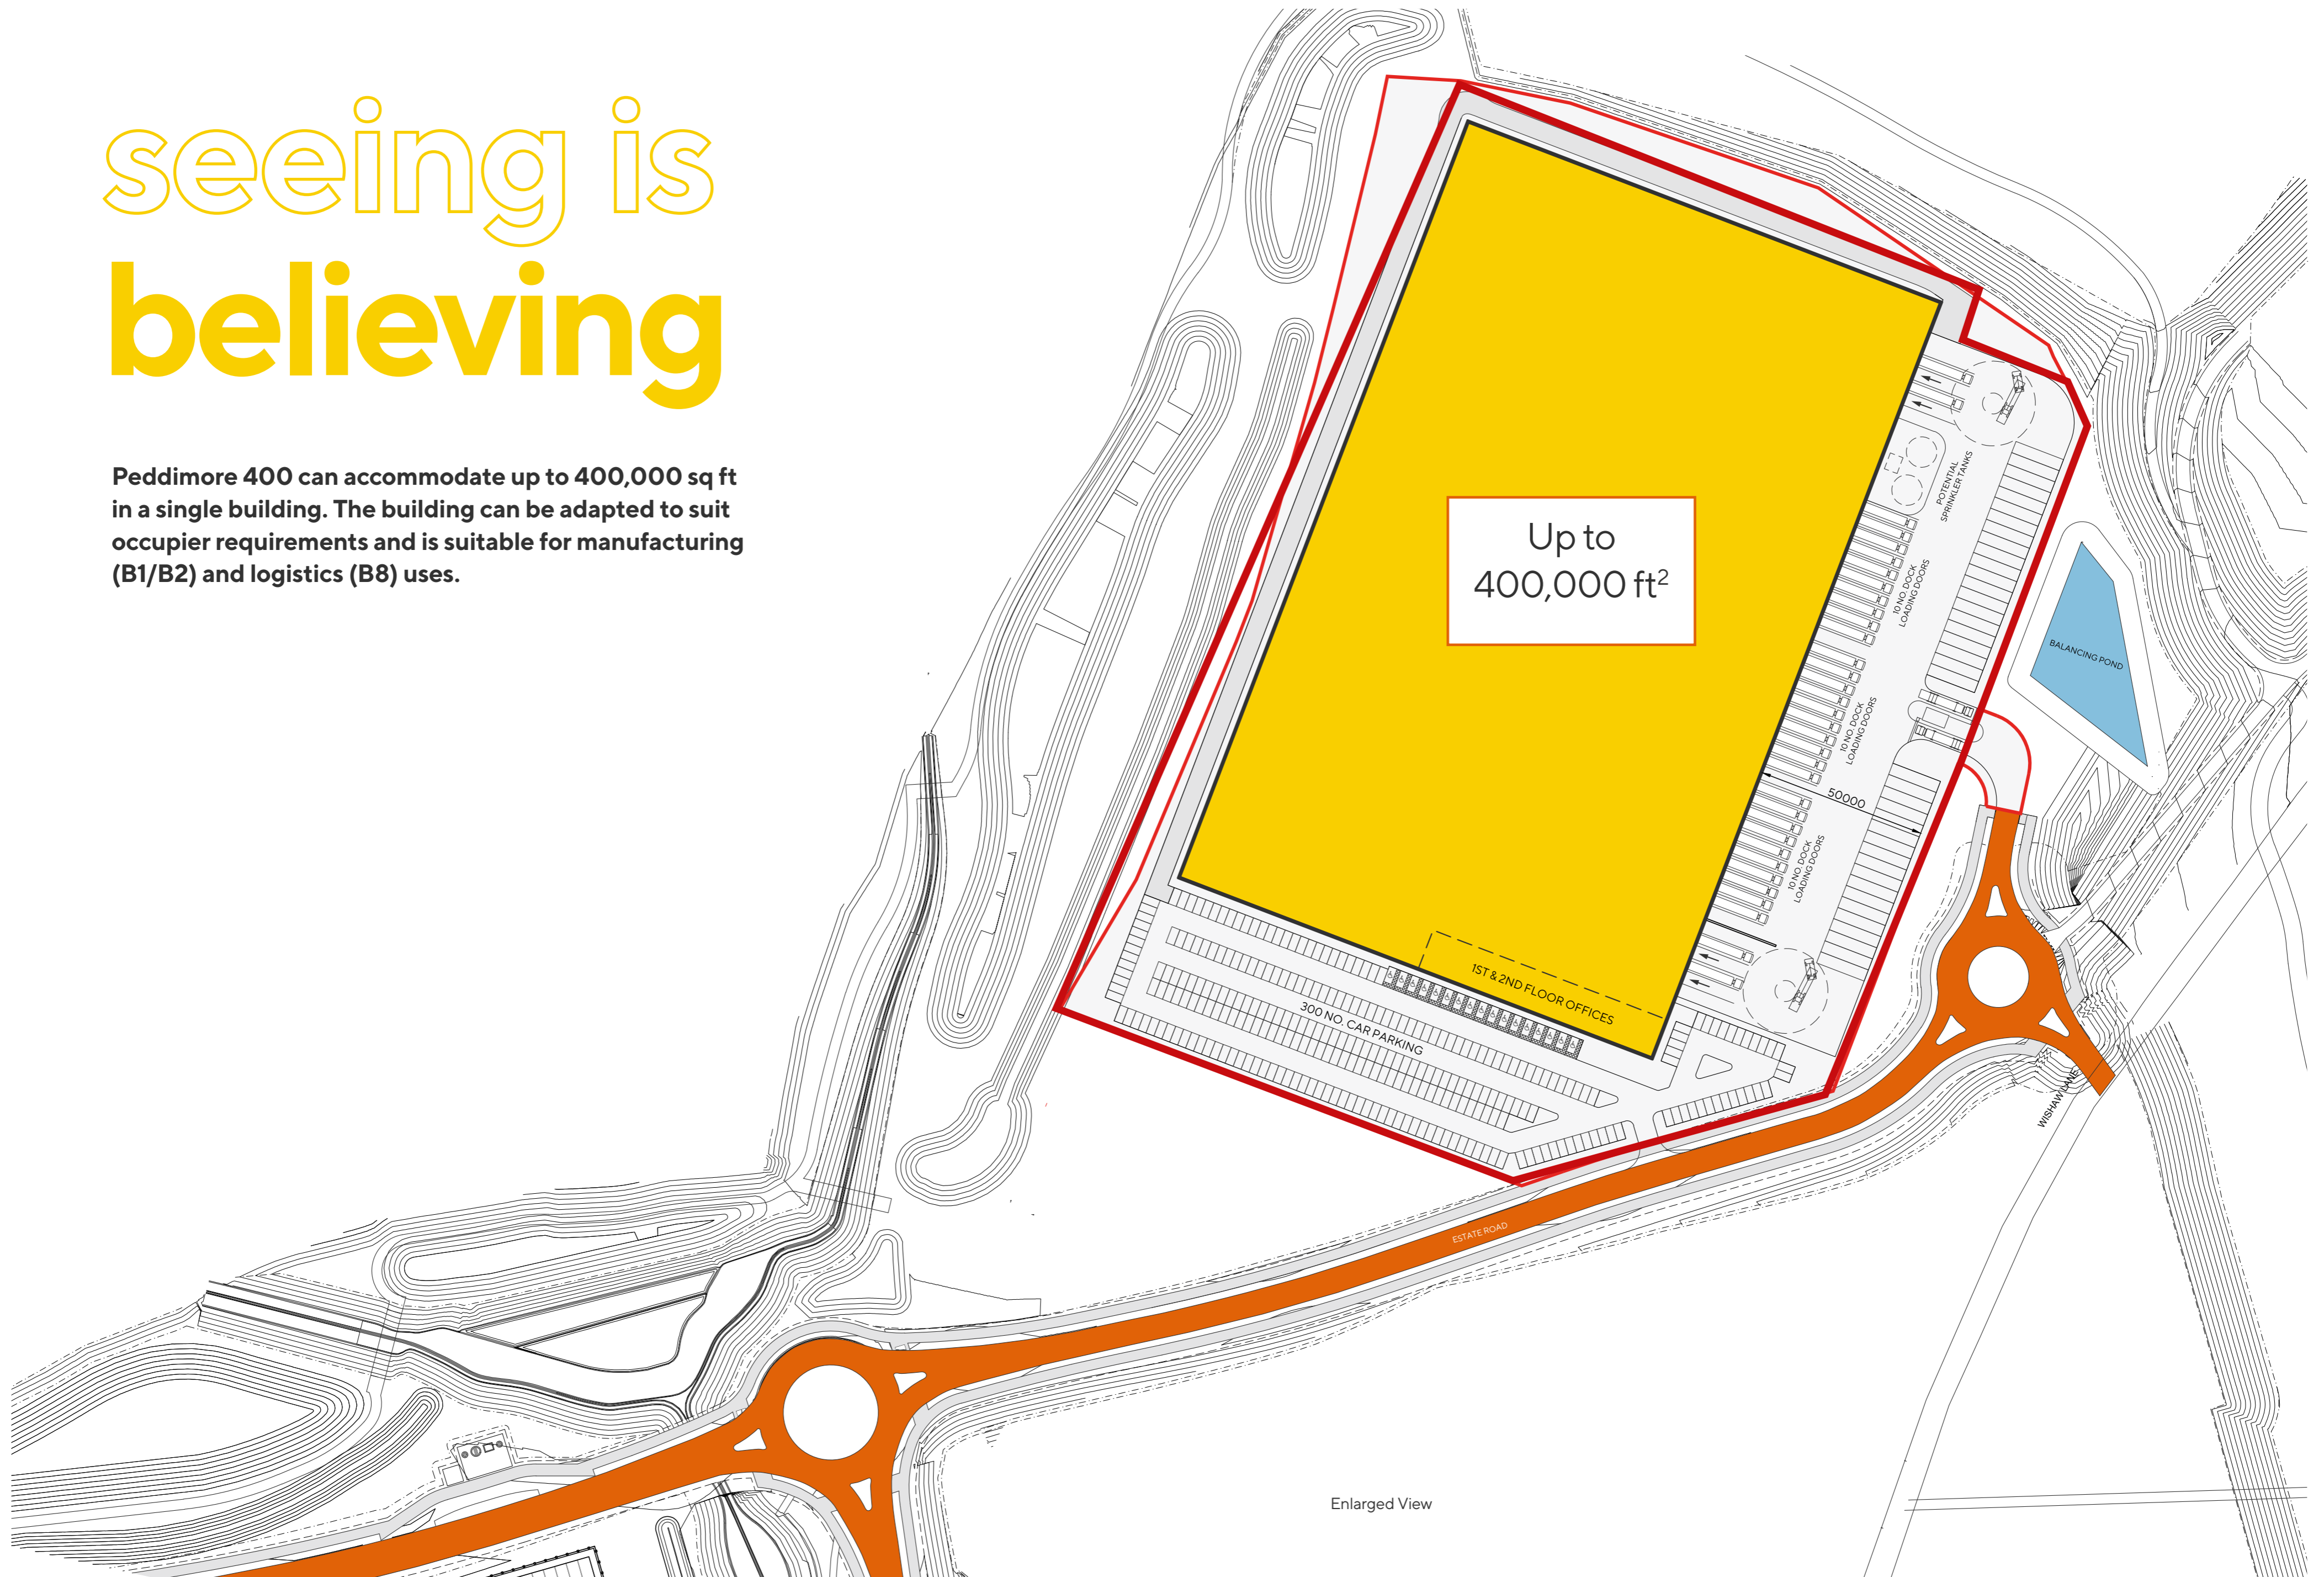 seeing is
believing
Peddimore 400 can accommodate up to 400,000 sq ft
in a single building. The building can be adapted to suit
occupier requirements and is suitable for manufacturing
(B1/B2) and logistics (B8) uses.
Up to
400,000 ft²
POTENTIAL
SPRINKLER TANKS
10 NO. DOCK
LOADING DOORS
BALANCING POND
10 NO. DOCK
LOADING DOORS
50000
10 NO. DOCK
LOADING DOORS
1ST & 2ND FLOOR OFFICES
300 NO. CAR PARKING
WISHAW LANE
ESTATE ROAD
Enlarged View